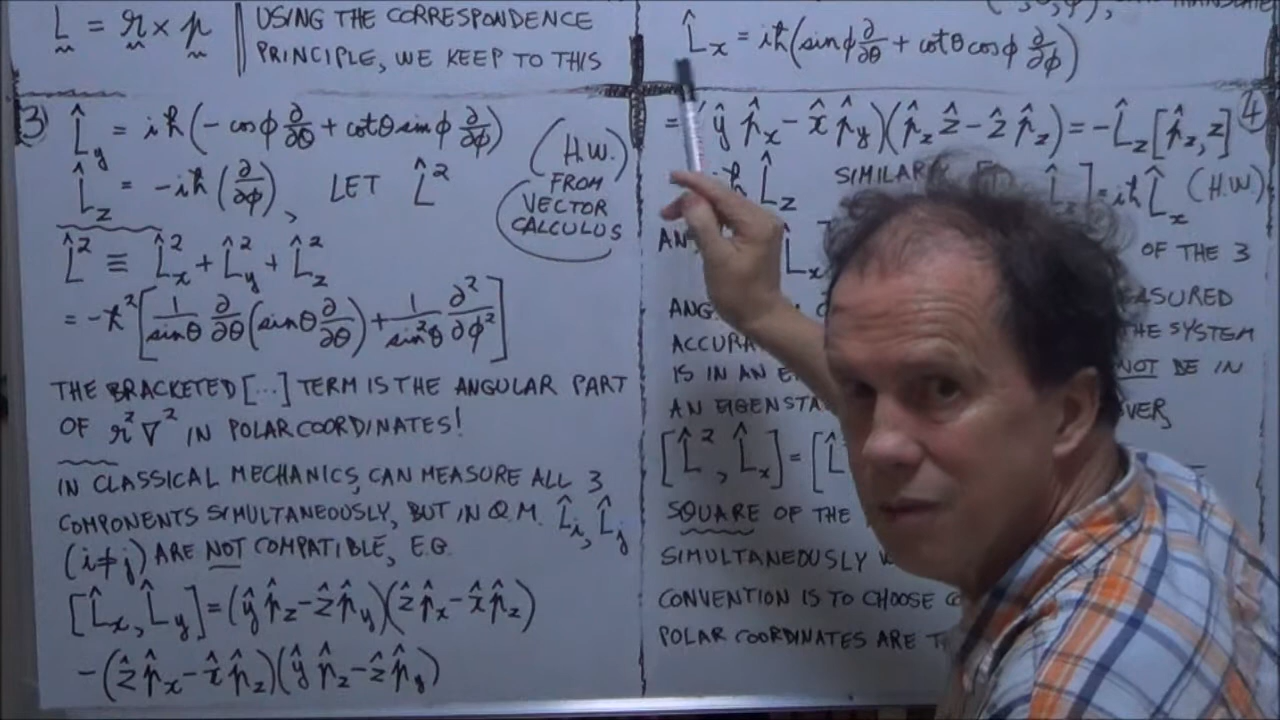 L = r × p
USING THE CORRESPONDENCE
PRINCIPLE, WE KEEP TO THIS
L̂x = iħ(sinϕ ∂/∂θ + cotθ cosϕ ∂/∂ϕ)
3
L̂y = iħ(-cosϕ ∂/∂θ + cotθ sinϕ ∂/∂ϕ)
L̂z = -iħ(∂/∂ϕ), LET L̂²
(H.W.)
FROM
VECTOR
CALCULUS
L̂² ≡ L̂x² + L̂y² + L̂z²
= -ħ²[1/sinθ ∂/∂θ(sinθ ∂/∂θ) + 1/sin²θ ∂²/∂ϕ²]
THE BRACKETED [...] TERM IS THE ANGULAR PART
OF r²∇² IN POLAR COORDINATES!
IN CLASSICAL MECHANICS, CAN MEASURE ALL 3
COMPONENTS SIMULTANEOUSLY, BUT IN Q.M. L̂i, L̂j
(i≠j) ARE NOT COMPATIBLE, E.G.
[L̂x, L̂y] = (ŷp̂z - ẑp̂y)(ẑp̂x - x̂p̂z)
-(ẑp̂x - x̂p̂z)(ŷp̂z - ẑp̂y)
4
= (ŷp̂x - x̂p̂y)(p̂zẑ - ẑp̂z) = -L̂z[p̂z, z]
ħ L̂z ] = iħL̂x (H.W)
L̂x OF THE 3
THE SYSTEM
IS IN AN NOT BE IN
AN
[L̂², L̂x] = [L̂
SQUARE OF THE
SIMULTANEOUSLY
CONVENTION IS TO CHOOSE
POLAR COORDINATES ARE